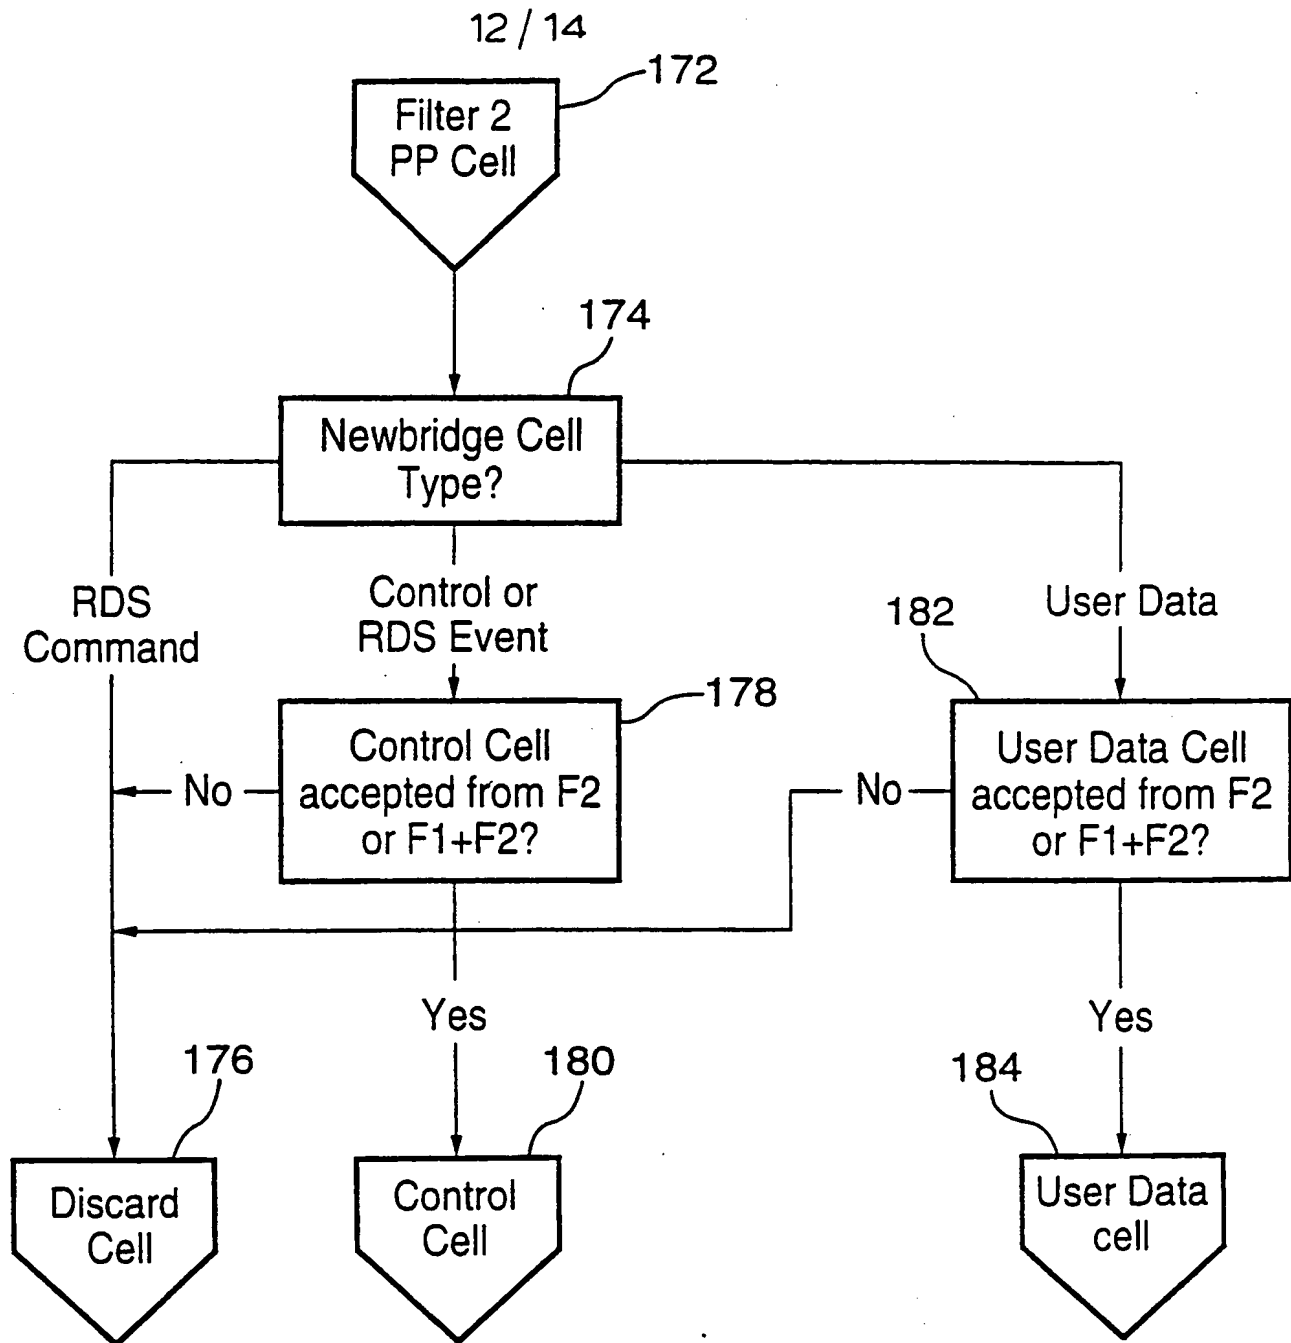 12 / 14
172
Filter 2
PP Cell
174
Newbridge Cell
Type?
RDS
Command
Control or
RDS Event
User Data
182
178
Control Cell
accepted from F2
or F1+F2?
No
User Data Cell
accepted from F2
or F1+F2?
No
Yes
Yes
176
180
184
Discard
Cell
Control
Cell
User Data
cell